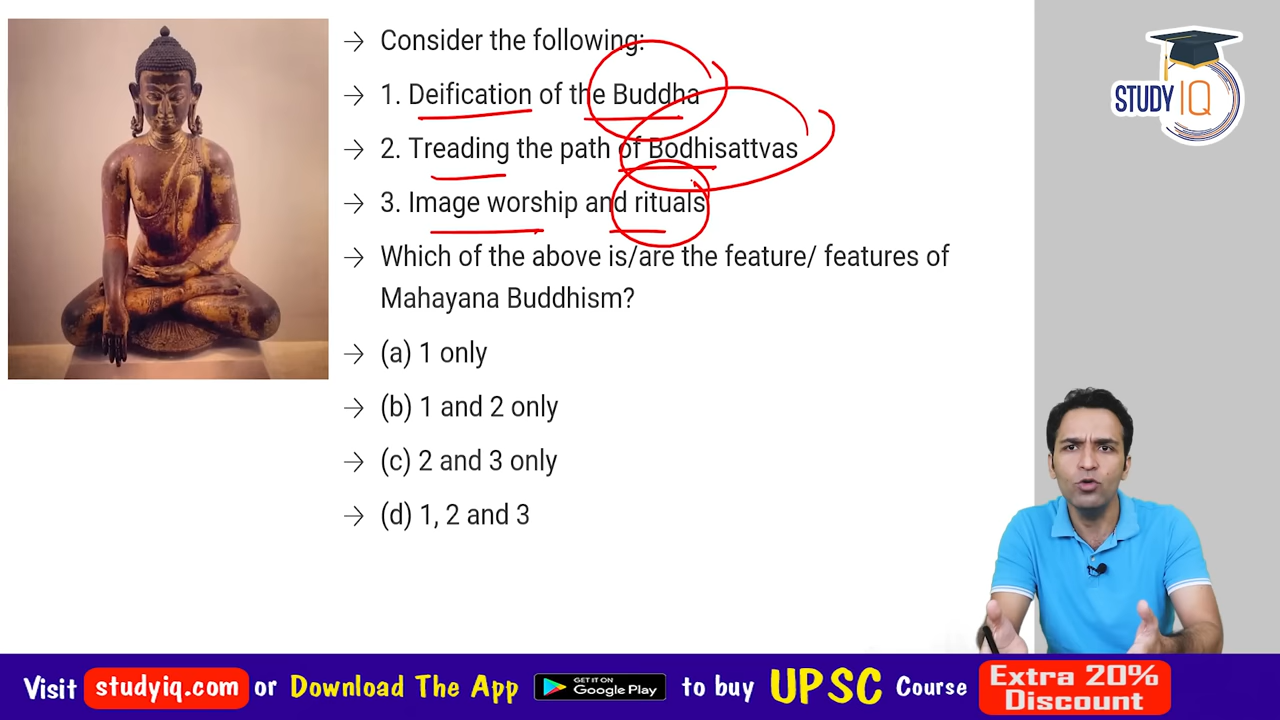 → Consider the following:
→ 1. Deification of the Buddha
→ 2. Treading the path of Bodhisattvas
→ 3. Image worship and rituals
→ Which of the above is/are the feature/ features of
Mahayana Buddhism?
→ (a) 1 only
→ (b) 1 and 2 only
→ (c) 2 and 3 only
→ (d) 1, 2 and 3
STUDY IQ
Visit studyiq.com or Download The App GET IT ON Google Play to buy UPSC Course Extra 20% Discount